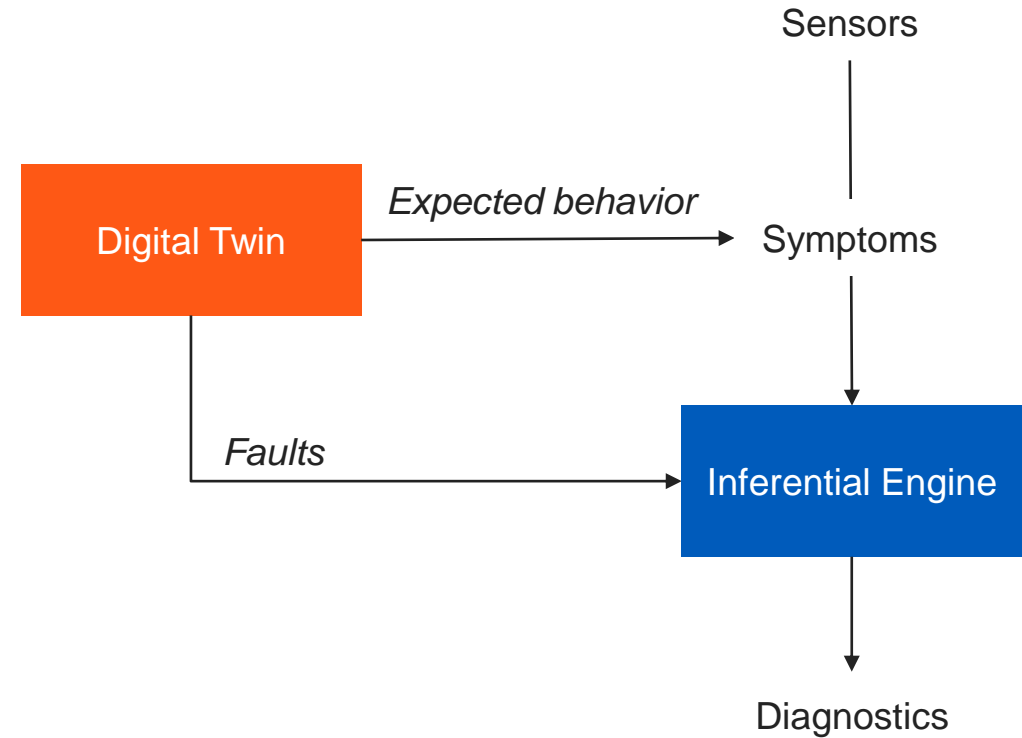 Sensors
Expected behavior
Digital Twin
Symptoms
Faults
Inferential Engine
Diagnostics